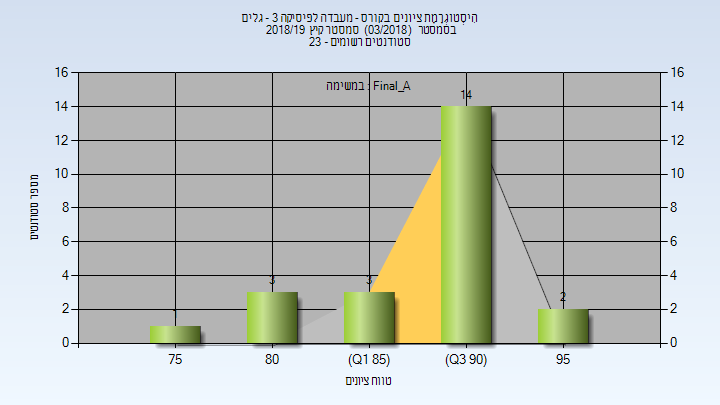 היסטוגרמת ציונים בקורס - מעבדה לפיסיקה 3 - גלים
בסמסטר (03/2018) סמסטר קיץ 2018/19
סטודנטים רשומים - 23
במשימה : Final_A
מספר סטודנטים
16 16
14 14
12 12
10 10
8 8
6 6
4 4
2 2
0 0
1 3 3 14 2
75 80 (Q1 85) (Q3 90) 95
טווח ציונים